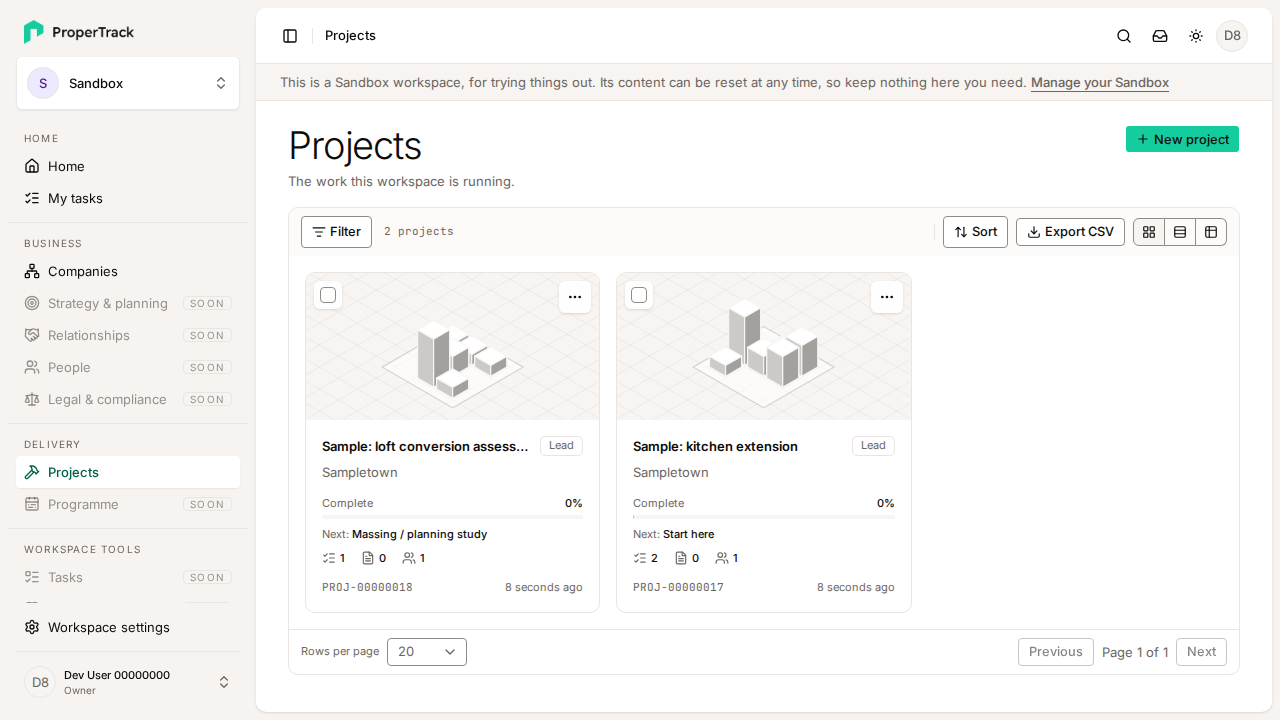 ProperTrack
S
Sandbox
HOME
Home
My tasks
BUSINESS
Companies
Strategy & planning SOON
Relationships SOON
People SOON
Legal & compliance SOON
DELIVERY
Projects
Programme SOON
WORKSPACE TOOLS
Tasks SOON
Workspace settings
D8
Dev User 00000000
Owner
Projects
D8
This is a Sandbox workspace, for trying things out. Its content can be reset at any time, so keep nothing here you need. Manage your Sandbox
Projects
New project
The work this workspace is running.
Filter
2 projects
Sort
Export CSV
Sample: loft conversion assess... Lead
Sampletown
Complete 0%
Next: Massing / planning study
1 0 1
PROJ-00000018 8 seconds ago
Sample: kitchen extension Lead
Sampletown
Complete 0%
Next: Start here
2 0 1
PROJ-00000017 8 seconds ago
Rows per page 20
Previous Page 1 of 1 Next